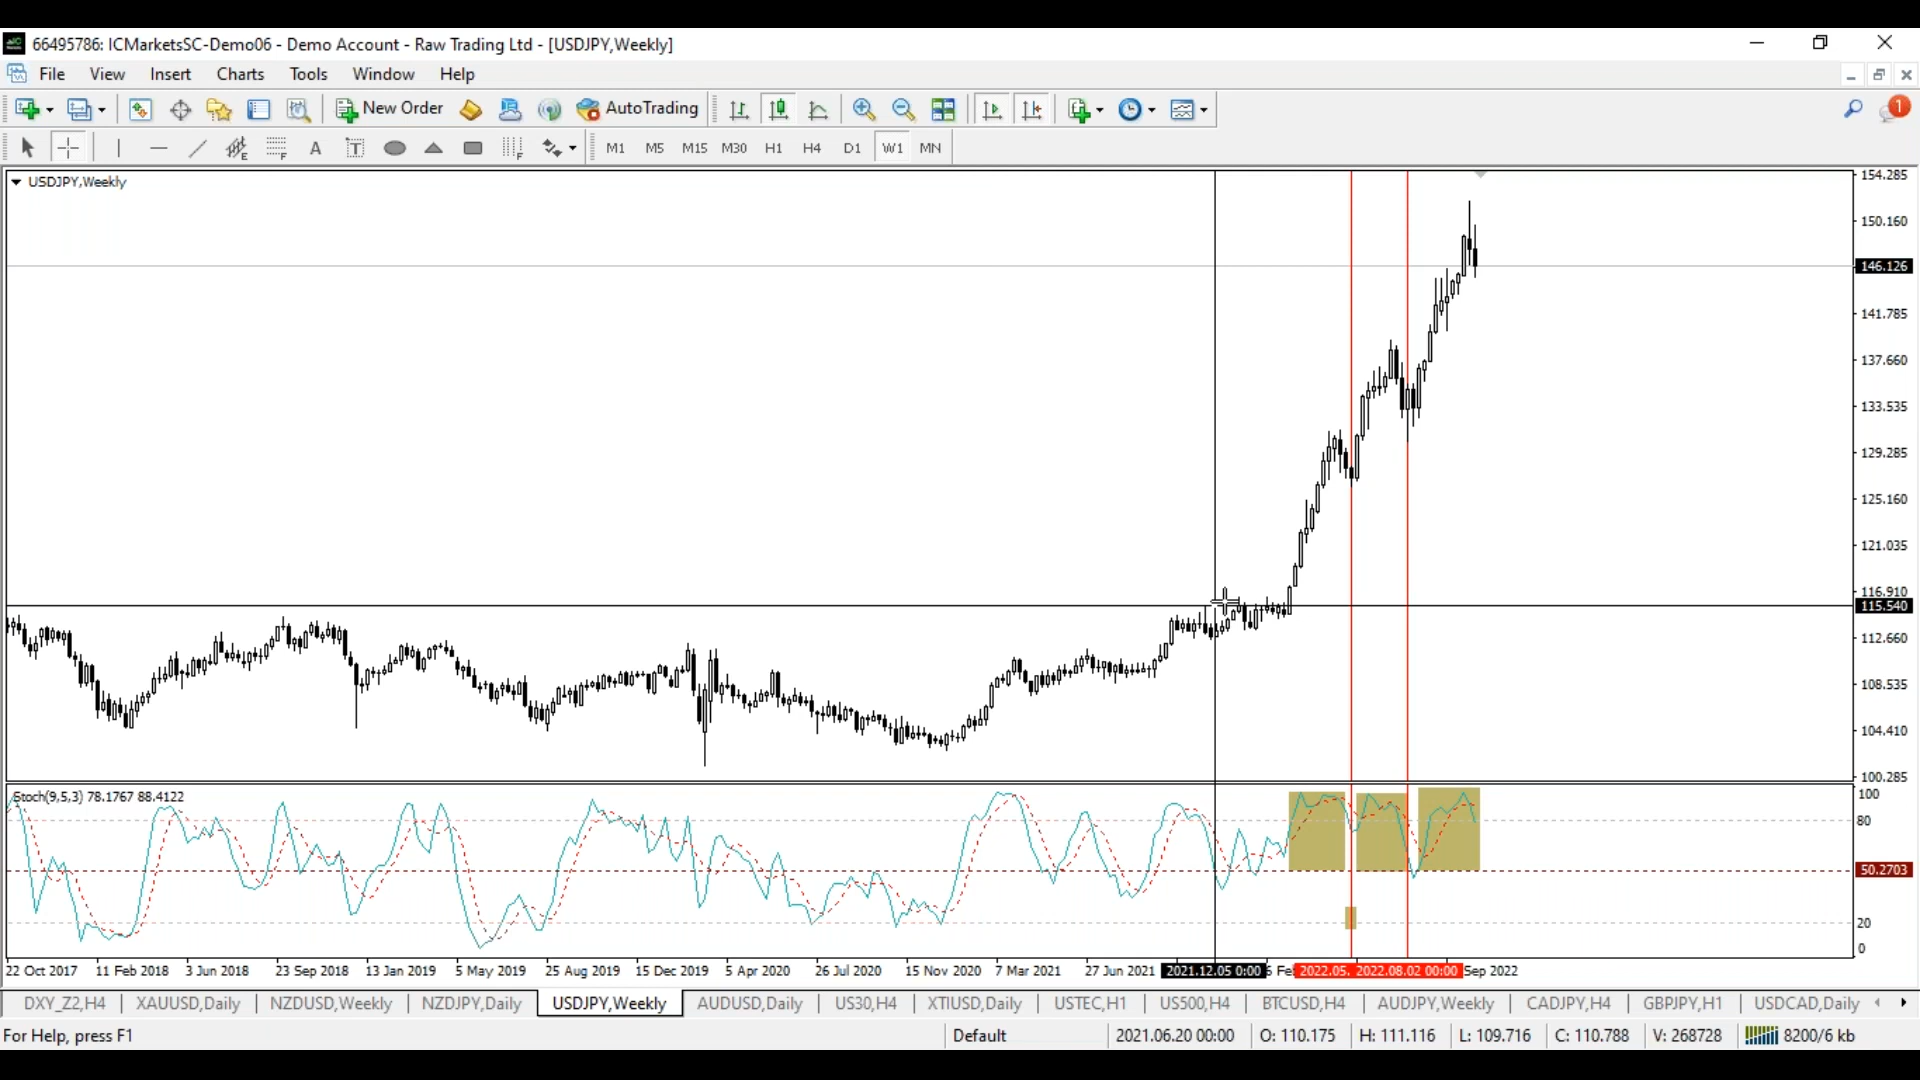 66495786: ICMarketsSC-Demo06 - Demo Account - Raw Trading Ltd - [USDJPY,Weekly]
File View Insert Charts Tools Window Help
New Order AutoTrading 1
A T M1 M5 M15 M30 H1 H4 D1 W1 MN
USDJPY,Weekly
154.285
150.160
146.126
141.785
137.660
133.535
129.285
125.160
121.035
116.910
115.540
112.660
108.535
104.410
100.285
Stoch(9,5,3) 78.1767 88.4122
100
80
50.2703
20
0
22 Oct 2017 11 Feb 2018 3 Jun 2018 23 Sep 2018 13 Jan 2019 5 May 2019 25 Aug 2019 15 Dec 2019 5 Apr 2020 26 Jul 2020 15 Nov 2020 7 Mar 2021 27 Jun 2021 2021.12.05 0:00 6 Fe 2022.05. 2022.08.02 00:00 Sep 2022
DXY_Z2,H4 XAUUSD,Daily NZDUSD,Weekly NZDJPY,Daily USDJPY,Weekly AUDUSD,Daily US30,H4 XTIUSD,Daily USTEC,H1 US500,H4 BTCUSD,H4 AUDJPY,Weekly CADJPY,H4 GBPJPY,H1 USDCAD,Daily
For Help, press F1 Default 2021.06.20 00:00 O: 110.175 H: 111.116 L: 109.716 C: 110.788 V: 268728 8200/6 kb